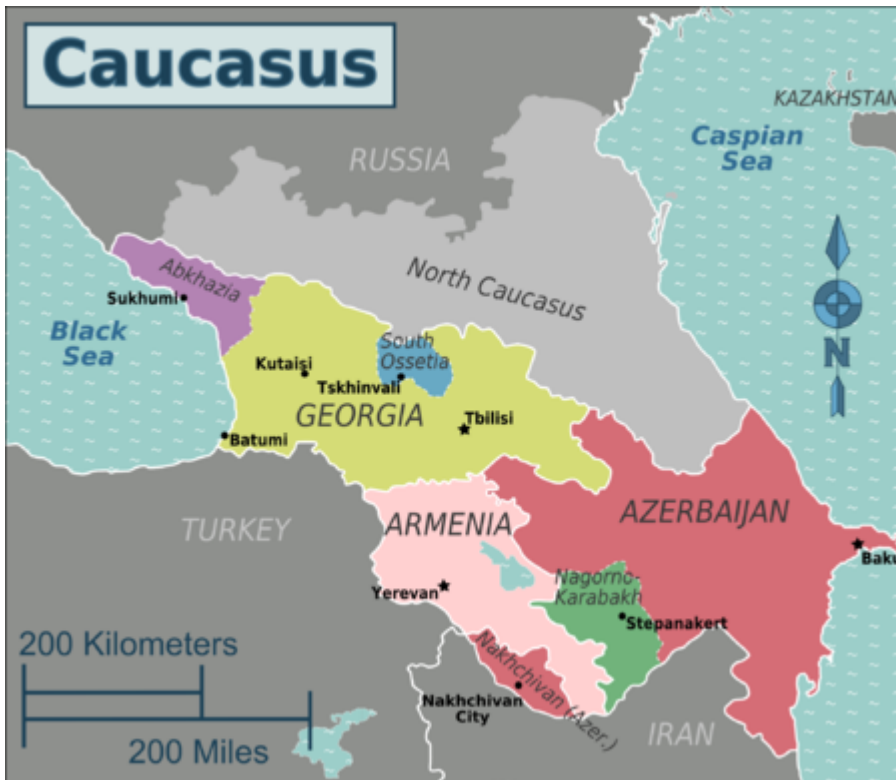 Caucasus
KAZAKHSTAN
RUSSIA
Caspian
Sea
North Caucasus
Abkhazia
Sukhumi
Black
Sea
N
South
Ossetia
Kutaisi
Tskhinvali
GEORGIA
Tbilisi
Batumi
AZERBAIJAN
TURKEY
ARMENIA
Baku
Nagorno-
Karabakh
Yerevan
Stepanakert
200 Kilometers
Nakhchivan (Azer.)
Nakhchivan
City
IRAN
200 Miles